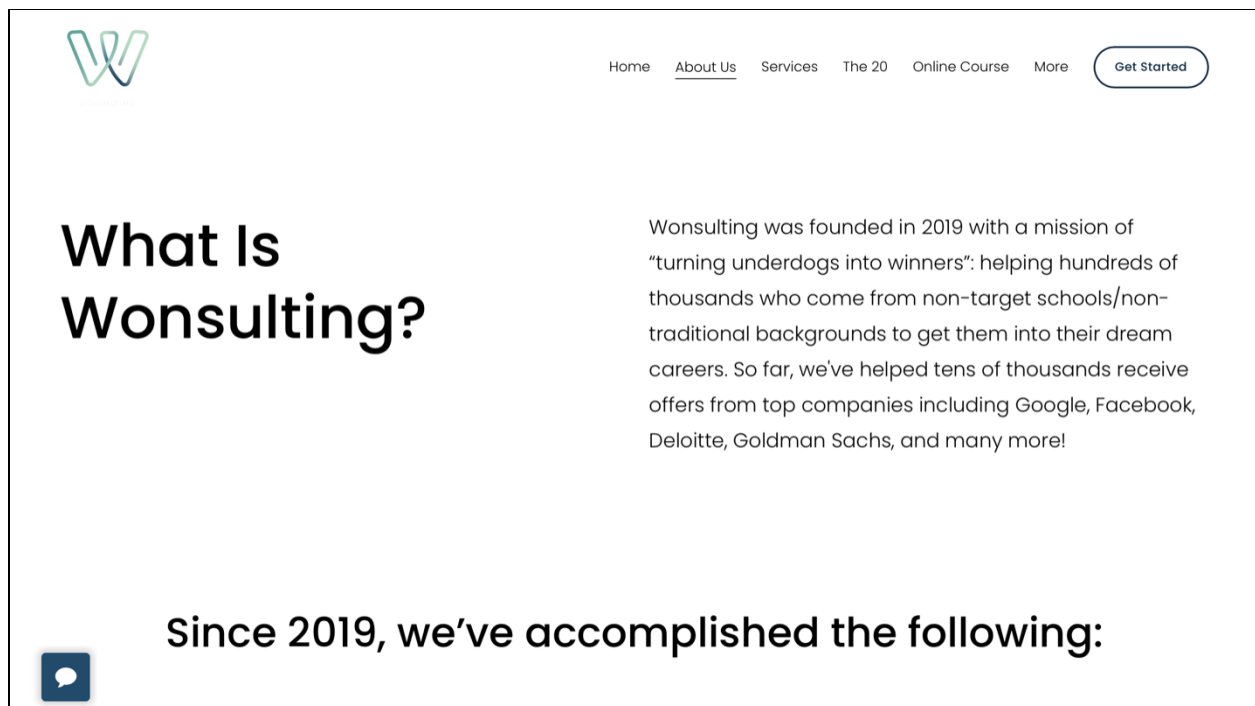 Home About Us Services The 20 Online Course More Get Started
What Is
Wonsulting?
Wonsulting was founded in 2019 with a mission of
“turning underdogs into winners”: helping hundreds of
thousands who come from non-target schools/non-
traditional backgrounds to get them into their dream
careers. So far, we've helped tens of thousands receive
offers from top companies including Google, Facebook,
Deloitte, Goldman Sachs, and many more!
Since 2019, we’ve accomplished the following: